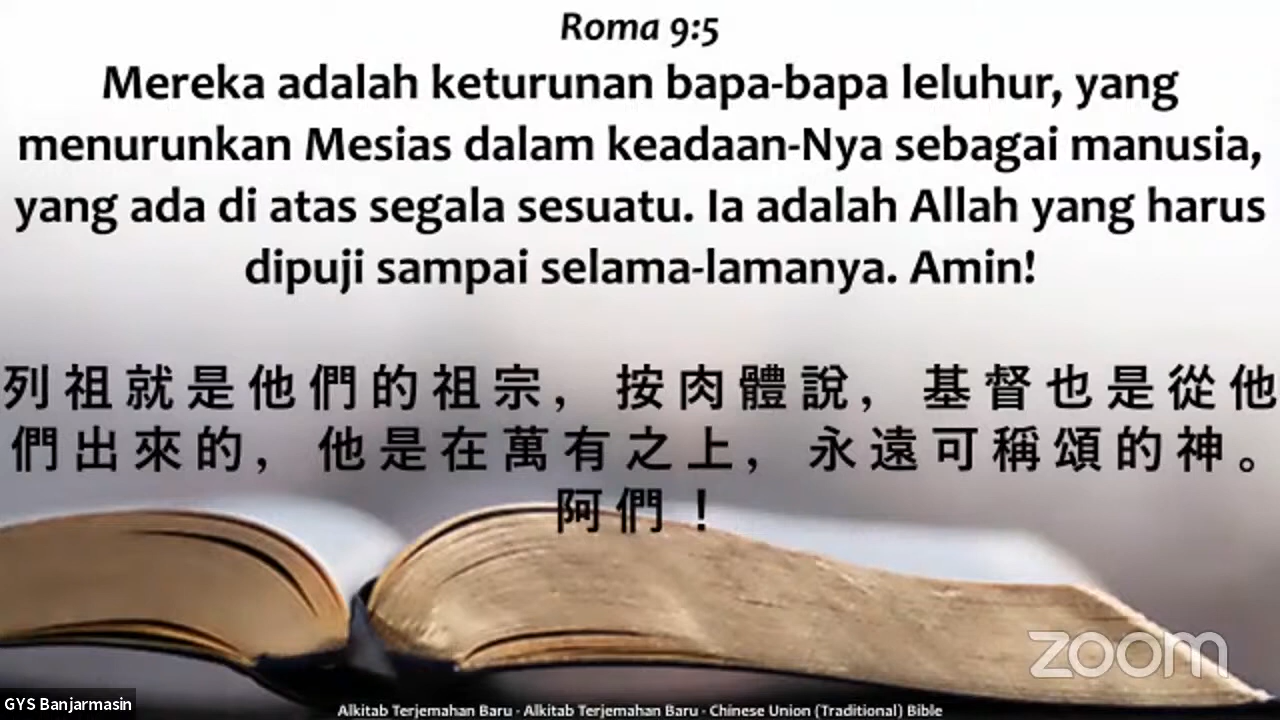 Roma 9:5
Mereka adalah keturunan bapa-bapa leluhur, yang
menurunkan Mesias dalam keadaan-Nya sebagai manusia,
yang ada di atas segala sesuatu. Ia adalah Allah yang harus
dipuji sampai selama-lamanya. Amin!
列祖就是他們的祖宗，按肉體說，基督也是從他
們出來的，他是在萬有之上，永遠可稱頌的神。
阿們！
zoom
GYS Banjarmasin
Alkitab Terjemahan Baru - Alkitab Terjemahan Baru - Chinese Union (Traditional) Bible